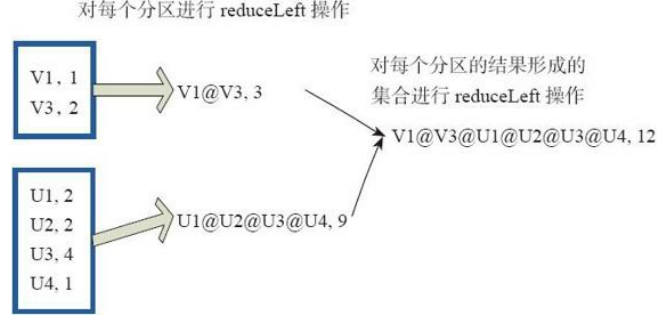 对每个分区进行 reduceLeft 操作
V1, 1
V3, 2
V1@V3, 3
对每个分区的结果形成的
集合进行 reduceLeft 操作
V1@V3@U1@U2@U3@U4, 12
U1, 2
U2, 2
U3, 4
U4, 1
U1@U2@U3@U4, 9